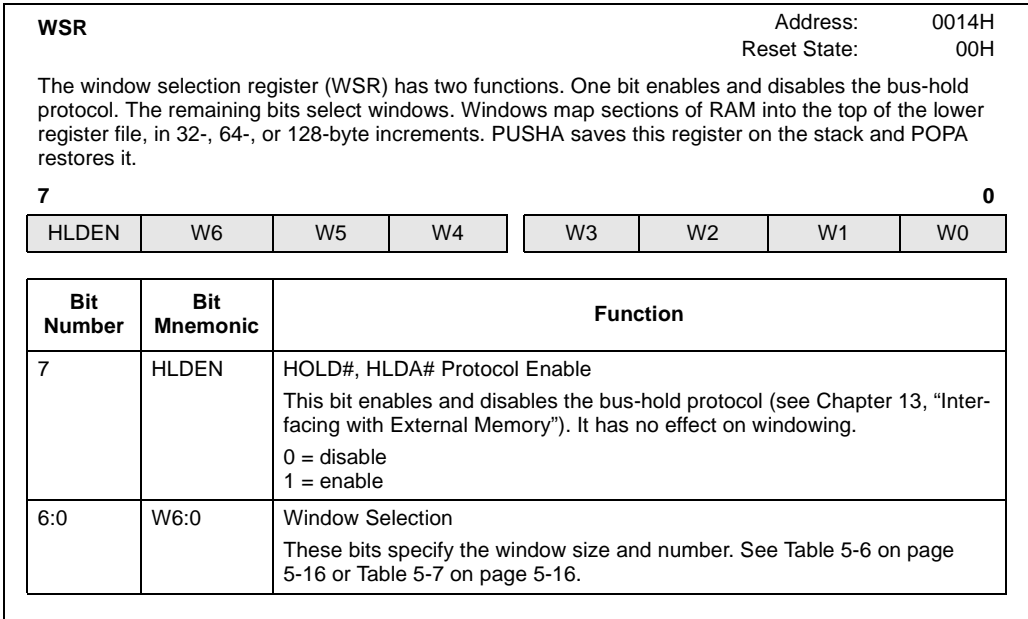 WSR Address: 0014H
Reset State: 00H
The window selection register (WSR) has two functions. One bit enables and disables the bus-hold
protocol. The remaining bits select windows. Windows map sections of RAM into the top of the lower
register file, in 32-, 64-, or 128-byte increments. PUSHA saves this register on the stack and POPA
restores it.
7 0
HLDEN W6 W5 W4 W3 W2 W1 W0
Bit Number Bit Mnemonic Function
7 HLDEN HOLD#, HLDA# Protocol Enable
This bit enables and disables the bus-hold protocol (see Chapter 13, “Inter-
facing with External Memory”). It has no effect on windowing.
0 = disable
1 = enable
6:0 W6:0 Window Selection
These bits specify the window size and number. See Table 5-6 on page
5-16 or Table 5-7 on page 5-16.